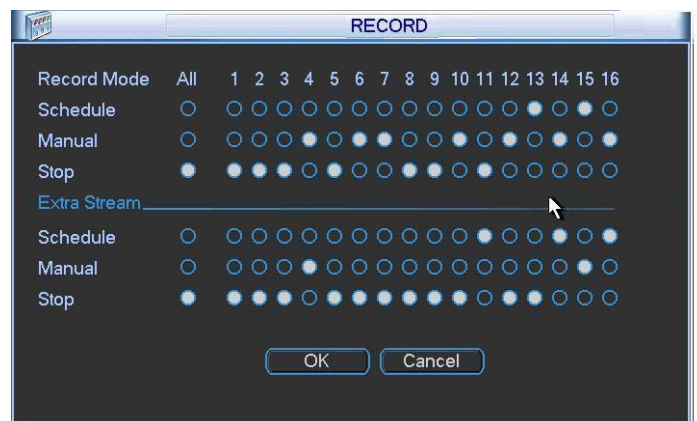 RECORD
Record Mode All 1 2 3 4 5 6 7 8 9 10 11 12 13 14 15 16
Schedule
Manual
Stop
Extra Stream
Schedule
Manual
Stop
OK Cancel